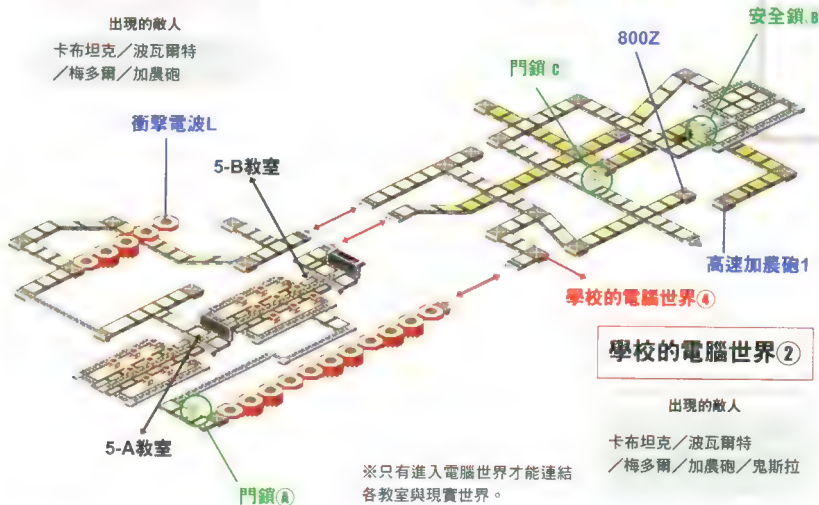 出現的敵人
卡布坦克／波瓦爾特
／梅多爾／加農砲
安全鎖.B
800Z
門鎖 C
衝擊電波L
5-B教室
高速加農砲1
學校的電腦世界④
學校的電腦世界②
出現的敵人
卡布坦克／波瓦爾特
／梅多爾／加農砲／鬼斯拉
5-A教室
※只有進入電腦世界才能連結
各教室與現實世界。
門鎖Ⓐ